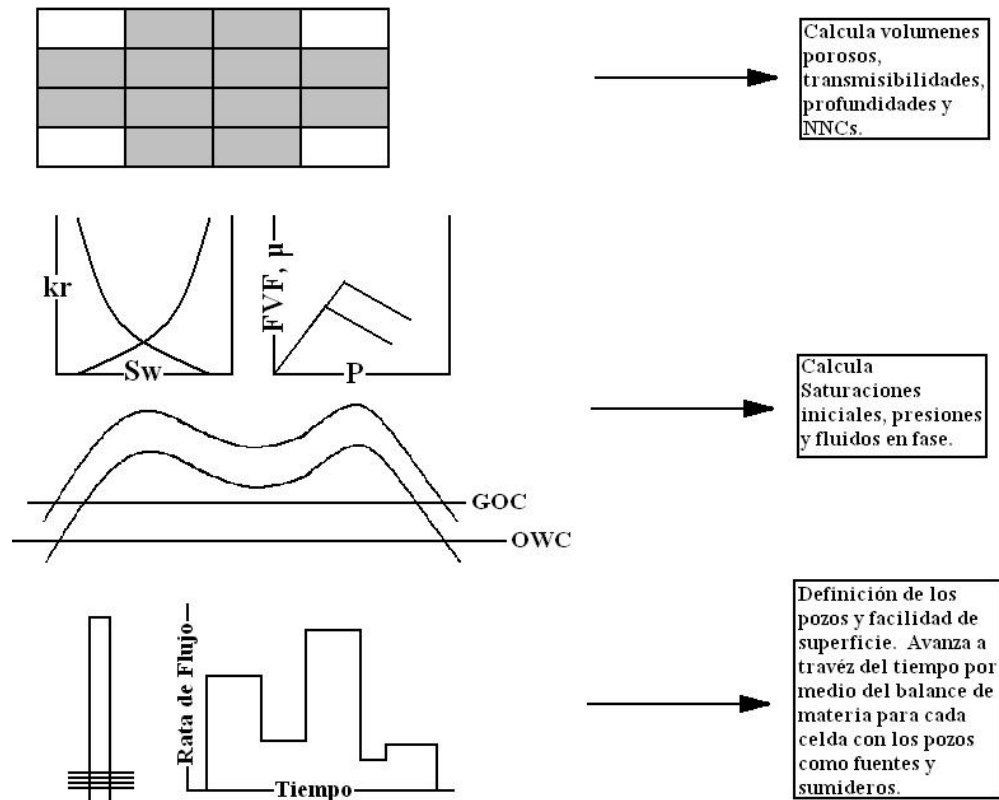 Calcula volumenes
porosos,
transmisibilidades,
profundidades y
NNCs.
kr
Sw
FVF, µ
P
Calcula
Saturaciones
iniciales, presiones
y fluidos en fase.
GOC
OWC
Rata de Flujo
Tiempo
Definición de los
pozos y facilidad de
superficie. Avanza a
travéz del tiempo por
medio del balance de
materia para cada
celda con los pozos
como fuentes y
sumideros.